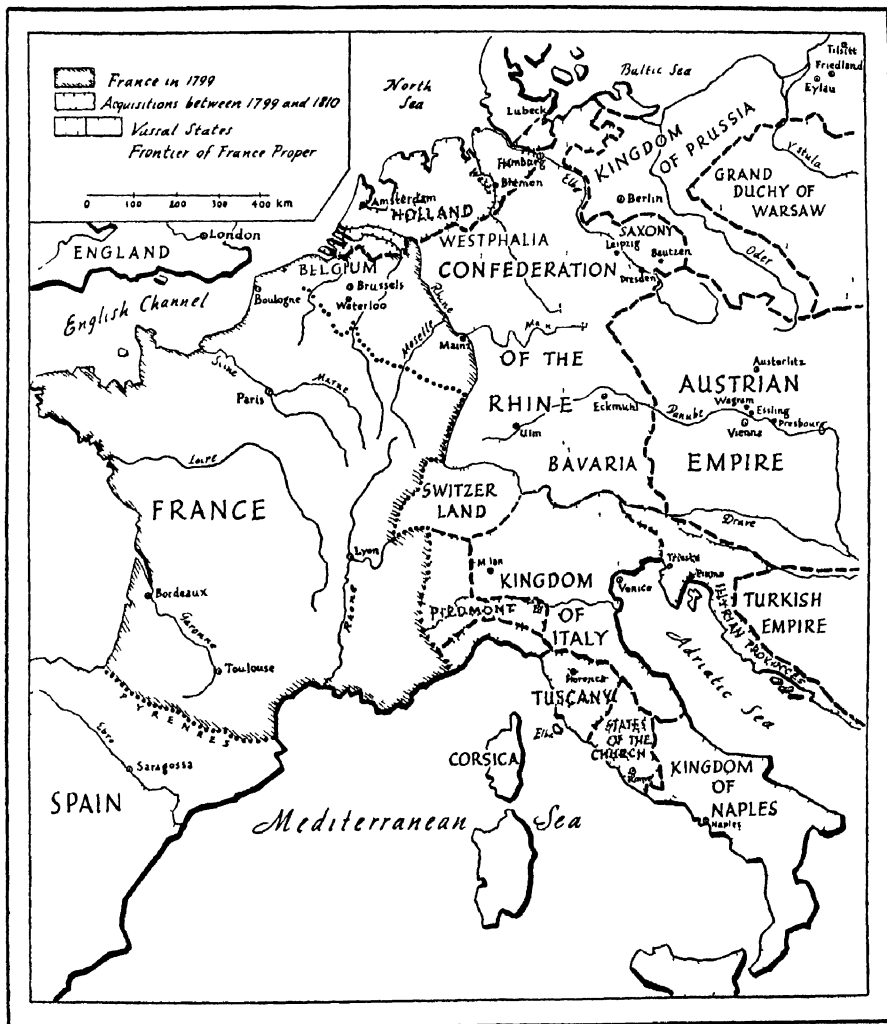 France in 1799
Acquisitions between 1799 and 1810
Vassal States
Frontier of France Proper
0 100 200 300 400 km
North
Sea
Baltic Sea
Tilsitt
Friedland
Eylau
Lubeck
Hamburg
Bremen
Elbe
Weser
KINGDOM
OF PRUSSIA
Vistula
GRAND
DUCHY OF
WARSAW
Berlin
Amsterdam
HOLLAND
London
ENGLAND
WESTPHALIA
SAXONY
Leipzig
Bautzen
Dresden
Oder
CONFEDERATION
BELGIUM
Brussels
Waterloo
Boulogne
English Channel
Rhine
Moselle
Mainz
Main
OF THE
RHINE
Seine
Marne
Paris
Austerlitz
AUSTRIAN
Wagram
Essling
Presbourg
Vienna
Eckmuhl
Danube
Ulm
Loire
BAVARIA
EMPIRE
FRANCE
SWITZER
LAND
Drave
Lyon
Milan
KINGDOM
OF
ITALY
Trieste
Fiume
Venice
TURKISH
EMPIRE
ILLYRIAN PROVINCES
Bordeaux
Garonne
Rhone
PIEDMONT
Adriatic Sea
Toulouse
PYRENRES
Florence
TUSCANY
Elba
STATES
OF THE
CHURCH
Rome
Ebro
Saragossa
CORSICA
KINGDOM
OF
NAPLES
Naples
SPAIN
Mediterranean Sea